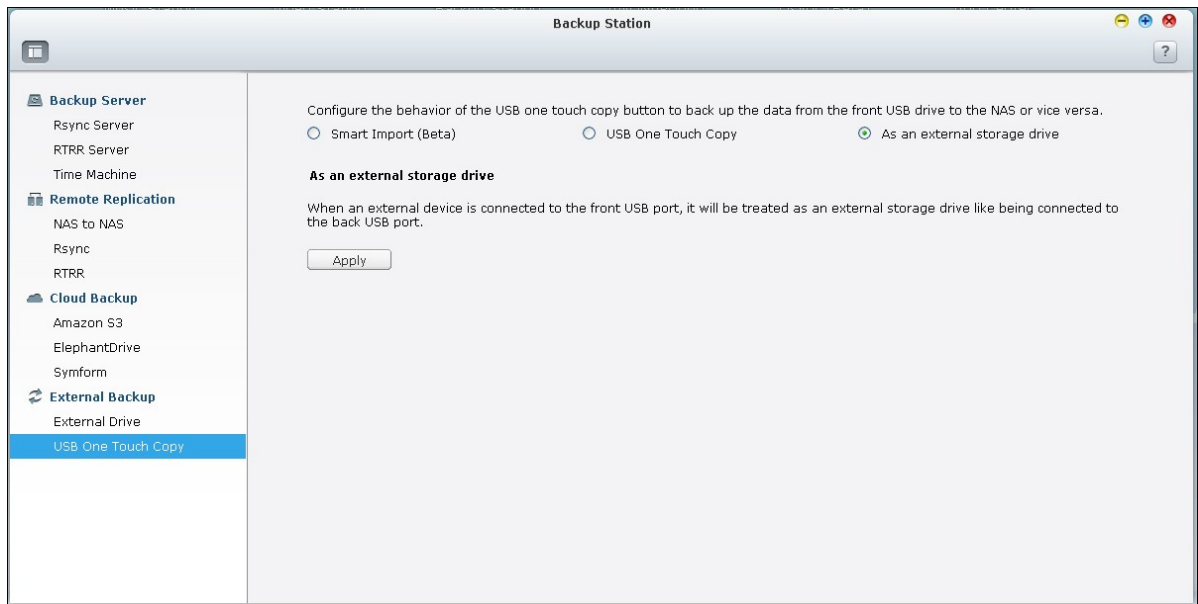 Backup Station
?
Backup Server
Rsync Server
RTRR Server
Time Machine
Remote Replication
NAS to NAS
Rsync
RTRR
Cloud Backup
Amazon S3
ElephantDrive
Symform
External Backup
External Drive
USB One Touch Copy
Configure the behavior of the USB one touch copy button to back up the data from the front USB drive to the NAS or vice versa.
Smart Import (Beta) USB One Touch Copy As an external storage drive
As an external storage drive
When an external device is connected to the front USB port, it will be treated as an external storage drive like being connected to
the back USB port.
Apply